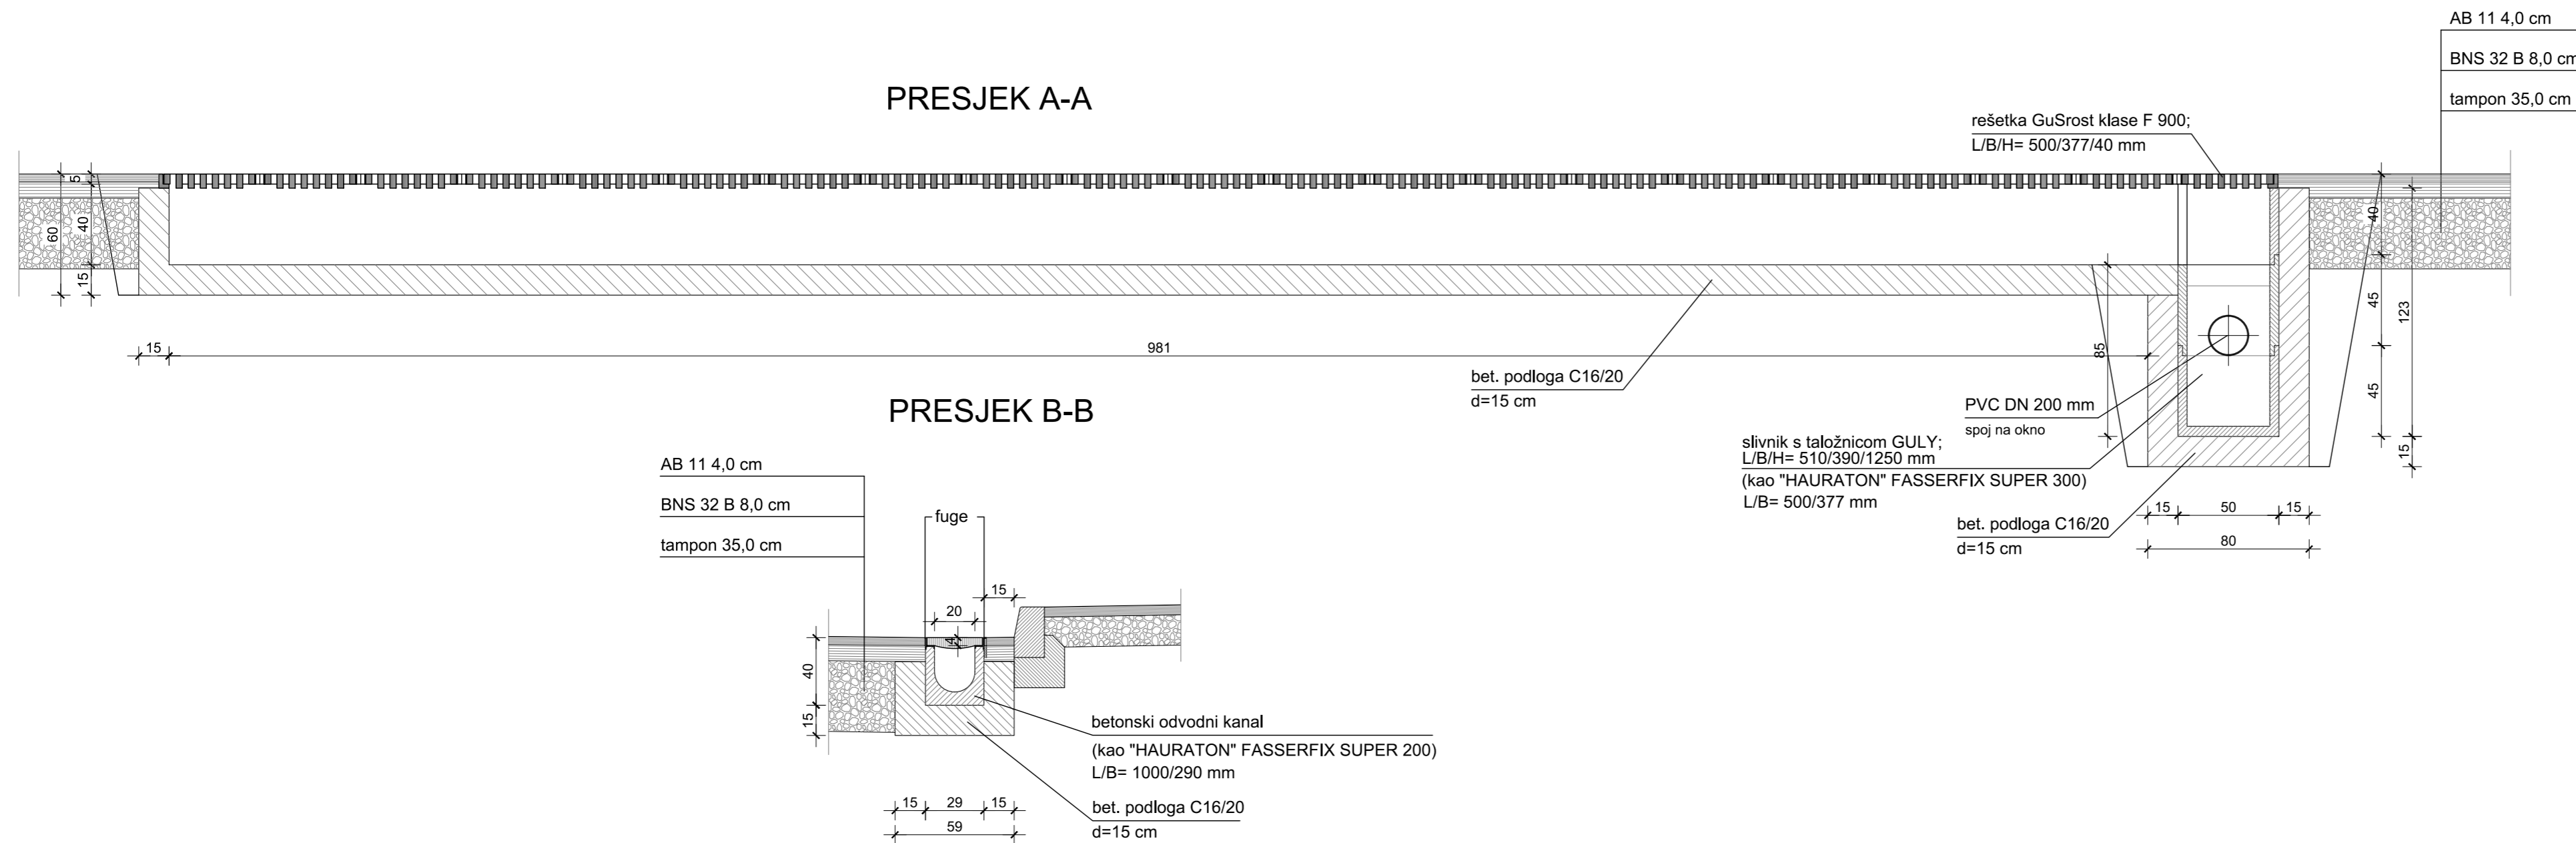 PRESJEK A-A
AB 11 4,0 cm
BNS 32 B 8,0 cm
tampon 35,0 cm
rešetka GuSrost klase F 900;
L/B/H= 500/377/40 mm
5
40
60
15
15
981
85
40
45
45
123
15
bet. podloga C16/20
d=15 cm
PVC DN 200 mm
spoj na okno
slivnik s taložnicom GULY;
L/B/H= 510/390/1250 mm
(kao "HAURATON" FASSERFIX SUPER 300)
L/B= 500/377 mm
bet. podloga C16/20
d=15 cm
15 50 15
80
PRESJEK B-B
AB 11 4,0 cm
BNS 32 B 8,0 cm
tampon 35,0 cm
fuge
15
20
4
40
15
betonski odvodni kanal
(kao "HAURATON" FASSERFIX SUPER 200)
L/B= 1000/290 mm
bet. podloga C16/20
d=15 cm
15 29 15
59